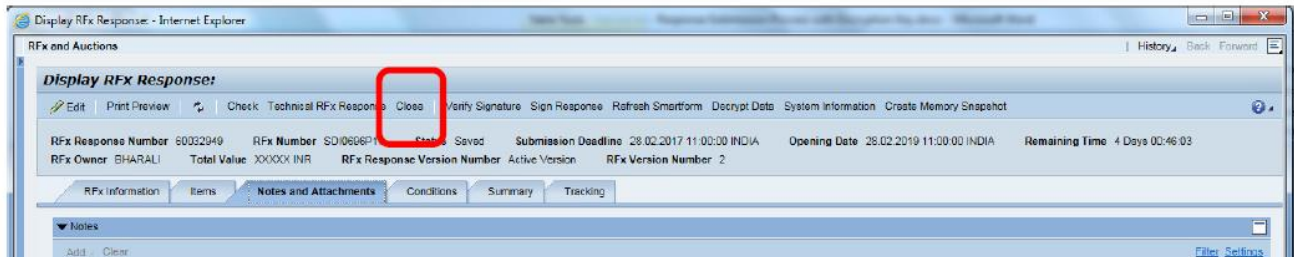 Display RFx Response: - Internet Explorer
RFx and Auctions | History Back Forward
Display RFx Response:
Edit Print Preview Check Technical RFx Response Close Verify Signature Sign Response Refresh Smartform Decrypt Data System Information Create Memory Snapshot
RFx Response Number 60032949 RFx Number SDI0696P1 Status Saved Submission Deadline 28.02.2017 11:00:00 INDIA Opening Date 28.02.2019 11:00:00 INDIA Remaining Time 4 Days 00:46:03
RFx Owner BHARALI Total Value XXXXX INR RFx Response Version Number Active Version RFx Version Number 2
RFx Information Items Notes and Attachments Conditions Summary Tracking
Notes
Add Clear Filter Settings